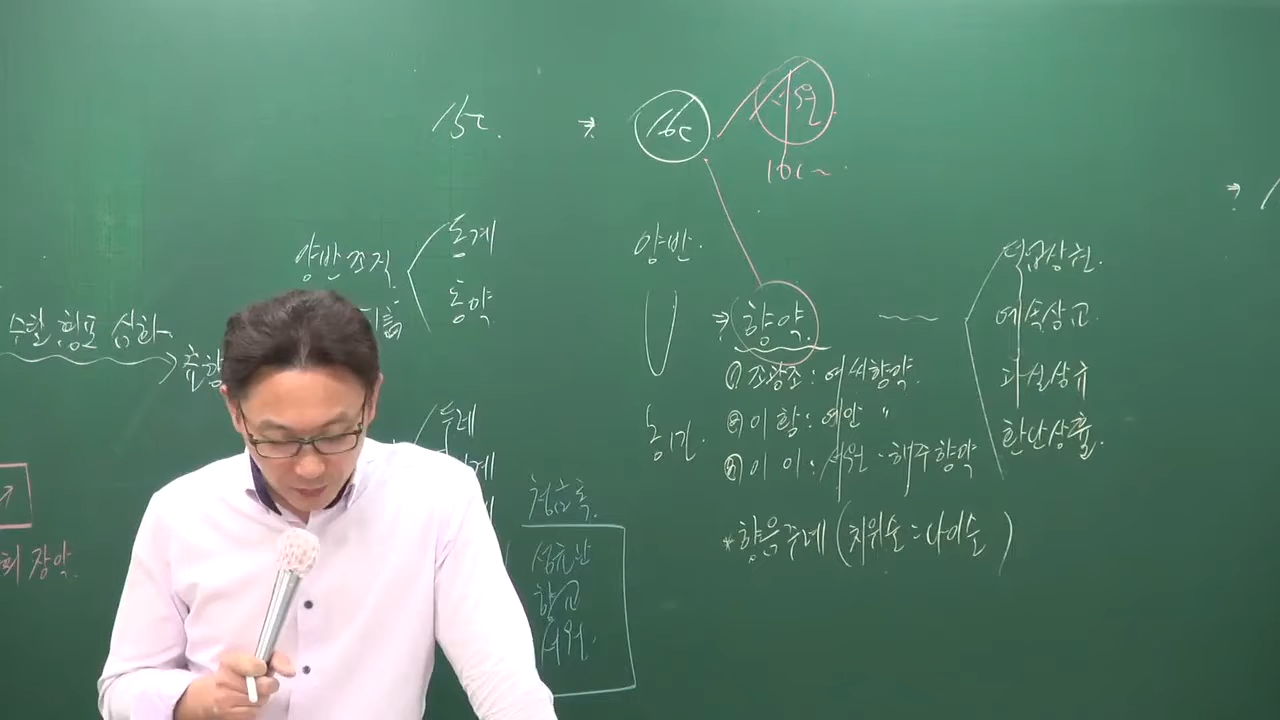 15c.
⇒
16c
서원
16c ~
양반조직
동계
동약
수탈 횡포 심화
양반.
⇒ 향약.
농민.
① 조광조 : 여씨향약.
② 이황 : 예안 〃
③ 이이 : 서원 · 해주향약
* 향음주례 (치위순 = 나이순)
덕업상권.
예속상교.
과실상규
환난상휼.
두레
청금록.
성균관
향교
서원.
회 장악.